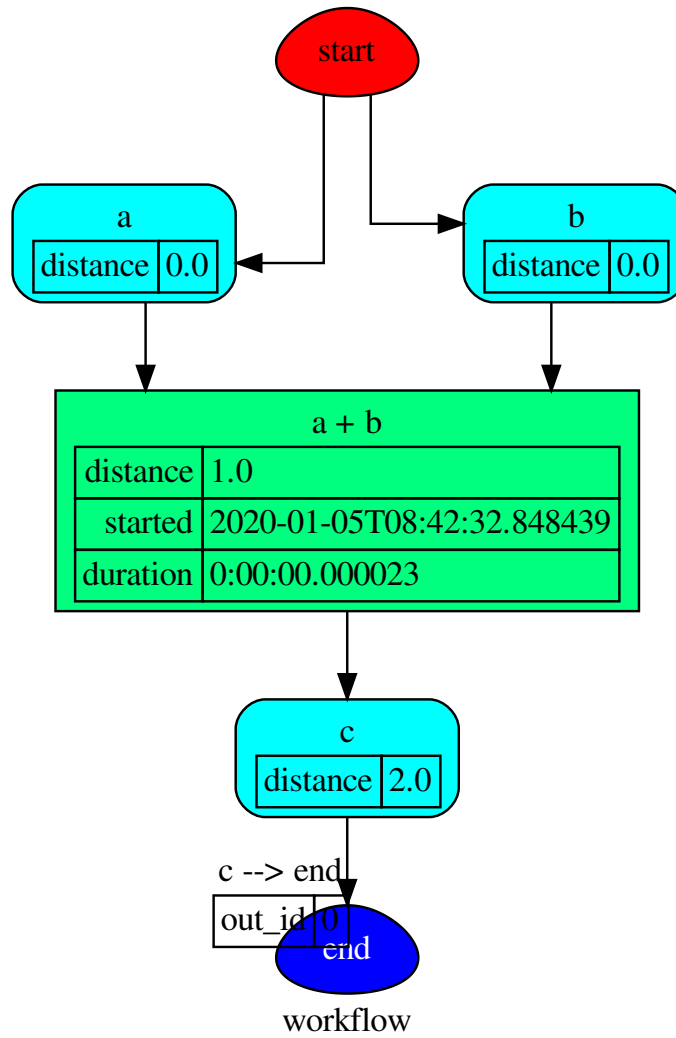 start
a
distance 0.0
b
distance 0.0
a + b
distance 1.0
started 2020-01-05T08:42:32.848439
duration 0:00:00.000023
c
distance 2.0
c --> end
out_id 0
end
workflow